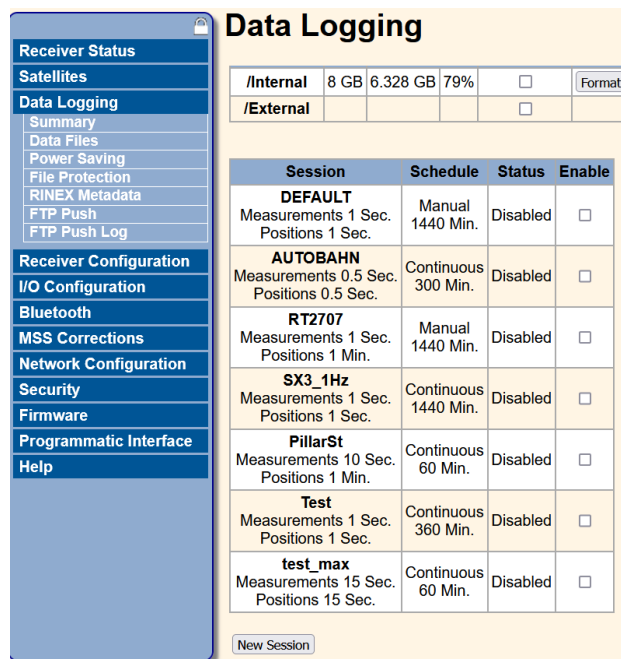 Receiver Status
Satellites
Data Logging
Summary
Data Files
Power Saving
File Protection
RINEX Metadata
FTP Push
FTP Push Log
Receiver Configuration
I/O Configuration
Bluetooth
MSS Corrections
Network Configuration
Security
Firmware
Programmatic Interface
Help
Data Logging
/Internal 8 GB 6.328 GB 79% Format
/External
Session Schedule Status Enable
DEFAULT
Measurements 1 Sec.
Positions 1 Sec.
Manual
1440 Min.
Disabled
AUTOBAHN
Measurements 0.5 Sec.
Positions 0.5 Sec.
Continuous
300 Min.
Disabled
RT2707
Measurements 1 Sec.
Positions 1 Min.
Manual
1440 Min.
Disabled
SX3_1Hz
Measurements 1 Sec.
Positions 1 Sec.
Continuous
1440 Min.
Disabled
PillarSt
Measurements 10 Sec.
Positions 1 Min.
Continuous
60 Min.
Disabled
Test
Measurements 1 Sec.
Positions 1 Sec.
Continuous
360 Min.
Disabled
test_max
Measurements 15 Sec.
Positions 15 Sec.
Continuous
60 Min.
Disabled
New Session